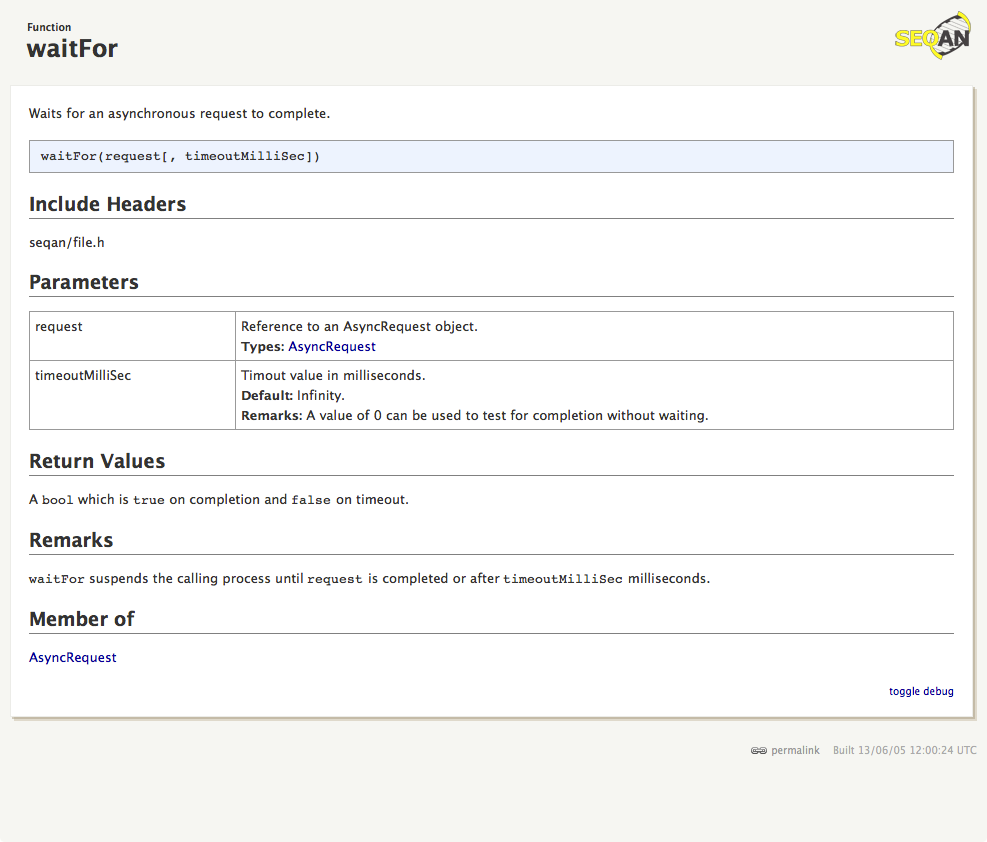 Function
waitFor
SEQAN
Waits for an asynchronous request to complete.
waitFor(request[, timeoutMilliSec])
Include Headers
seqan/file.h
Parameters
request
Reference to an AsyncRequest object.
Types: AsyncRequest
timeoutMilliSec
Timout value in milliseconds.
Default: Infinity.
Remarks: A value of 0 can be used to test for completion without waiting.
Return Values
A bool which is true on completion and false on timeout.
Remarks
waitFor suspends the calling process until request is completed or after timeoutMilliSec milliseconds.
Member of
AsyncRequest
toggle debug
permalink Built 13/06/05 12:00:24 UTC